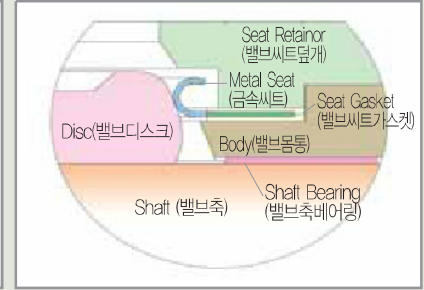 Seat Retainor
(밸브씨트덮개)
Metal Seat
(금속씨트)
Seat Gasket
(밸브씨트가스켓)
Disc(밸브디스크)
Body(밸브몸통)
Shaft (밸브축)
Shaft Bearing
(밸브축베어링)